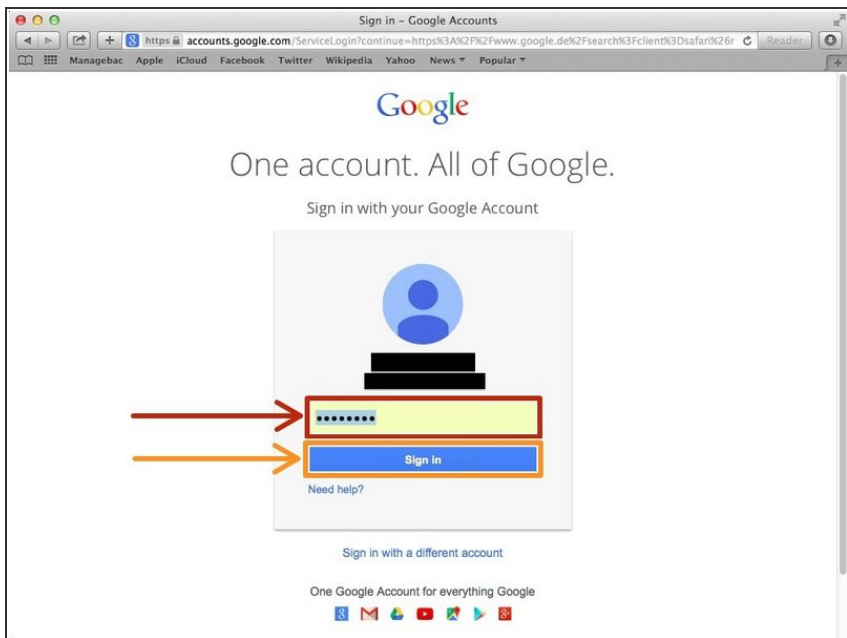 Sign in – Google Accounts
https accounts.google.com/ServiceLogin?continue=https%3A%2F%2Fwww.google.de%2Fsearch%3Fclient%3Dsafari%26r
Reader
Managebac Apple iCloud Facebook Twitter Wikipedia Yahoo News Popular
Google
One account. All of Google.
Sign in with your Google Account
••••••••
Sign in
Need help?
Sign in with a different account
One Google Account for everything Google